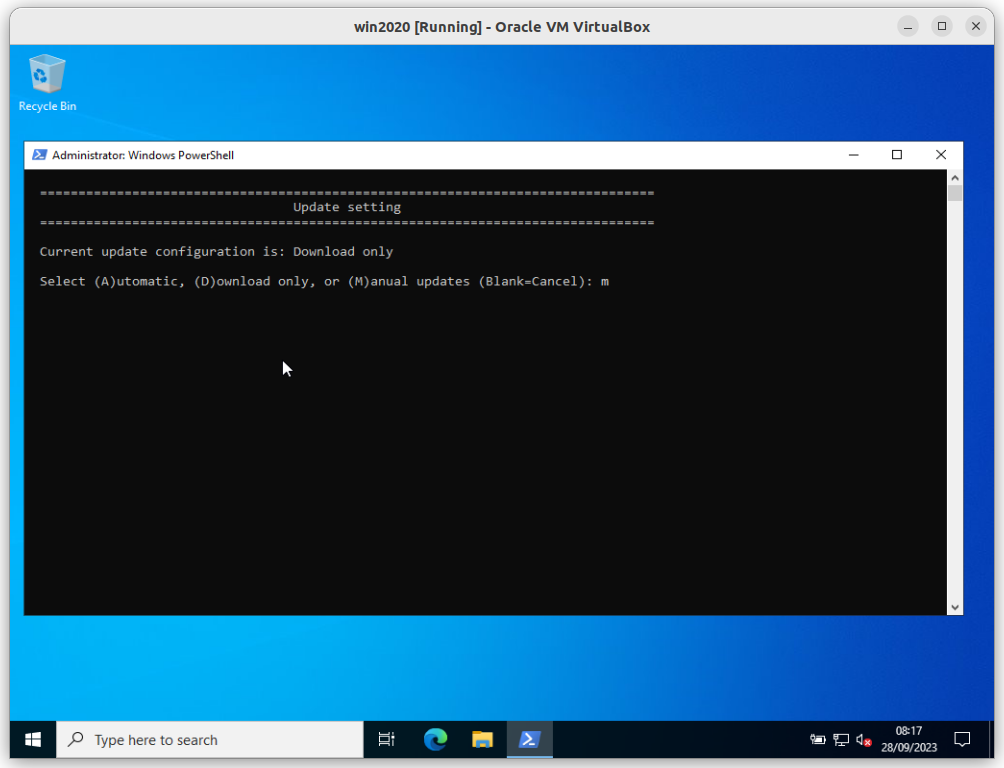 win2020 [Running] - Oracle VM VirtualBox
Recycle Bin
Administrator: Windows PowerShell
================================================================================
Update setting
================================================================================
Current update configuration is: Download only
Select (A)utomatic, (D)ownload only, or (M)anual updates (Blank=Cancel): m
Type here to search
08:17
28/09/2023